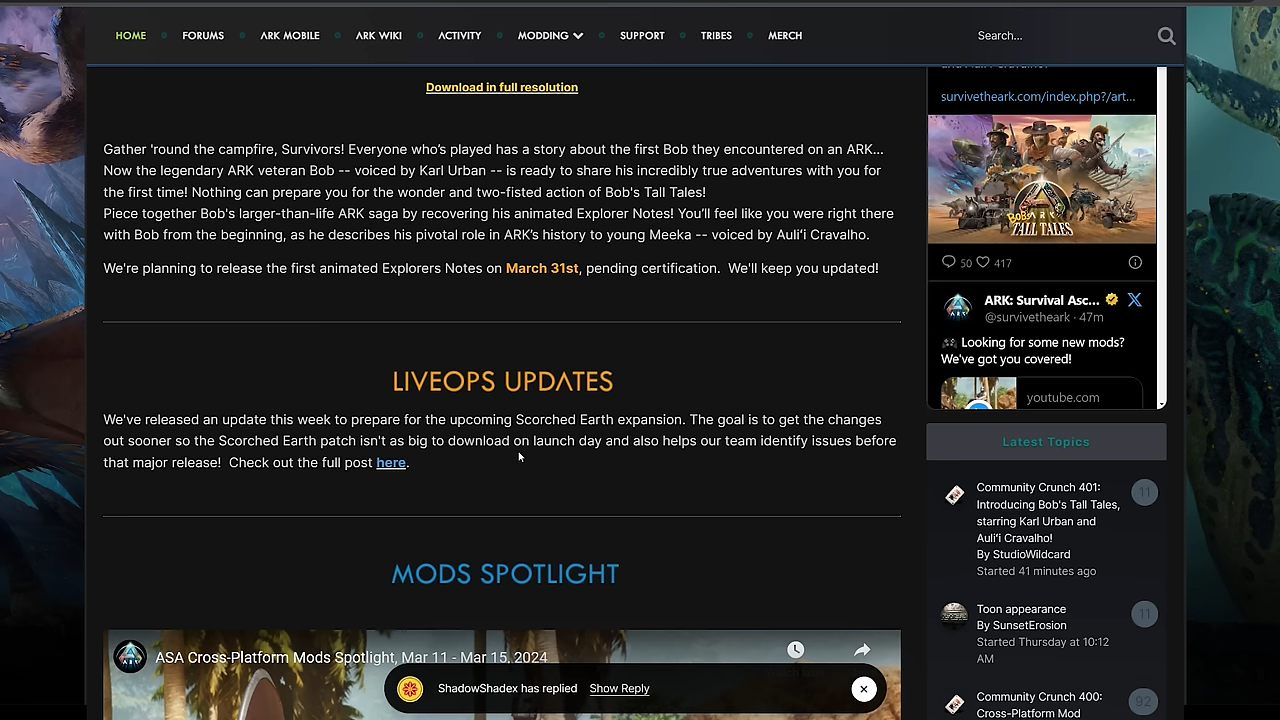 HOME
FORUMS
ARK MOBILE
ARK WIKI
ACTIVITY
MODDING
SUPPORT
TRIBES
MERCH
Search...
Download in full resolution
Gather 'round the campfire, Survivors! Everyone who's played has a story about the first Bob they encountered on an ARK...
Now the legendary ARK veteran Bob -- voiced by Karl Urban -- is ready to share his incredibly true adventures with you for
the first time! Nothing can prepare you for the wonder and two-fisted action of Bob's Tall Tales!
Piece together Bob's larger-than-life ARK saga by recovering his animated Explorer Notes! You'll feel like you were right there
with Bob from the beginning, as he describes his pivotal role in ARK's history to young Meeka -- voiced by Auliʻi Cravalho.
We're planning to release the first animated Explorers Notes on March 31st, pending certification.  We'll keep you updated!
LIVEOPS UPDATES
We've released an update this week to prepare for the upcoming Scorched Earth expansion. The goal is to get the changes
out sooner so the Scorched Earth patch isn't as big to download on launch day and also helps our team identify issues before
that major release!  Check out the full post here.
MODS SPOTLIGHT
ASA Cross-Platform Mods Spotlight, Mar 11 - Mar 15, 2024
ShadowShadex has replied Show Reply
survivetheark.com/index.php?/art...
Bob's
ARK
TALL TALES
50 417
ARK: Survival Asc...
@survivetheark · 47m
🎮 Looking for some new mods?
We've got you covered!
youtube.com
Latest Topics
Community Crunch 401: 11
Introducing Bob's Tall Tales,
starring Karl Urban and
Auliʻi Cravalho!
By StudioWildcard
Started 41 minutes ago
Toon appearance 11
By SunsetErosion
Started Thursday at 10:12
AM
Community Crunch 400: 92
Cross-Platform Mod